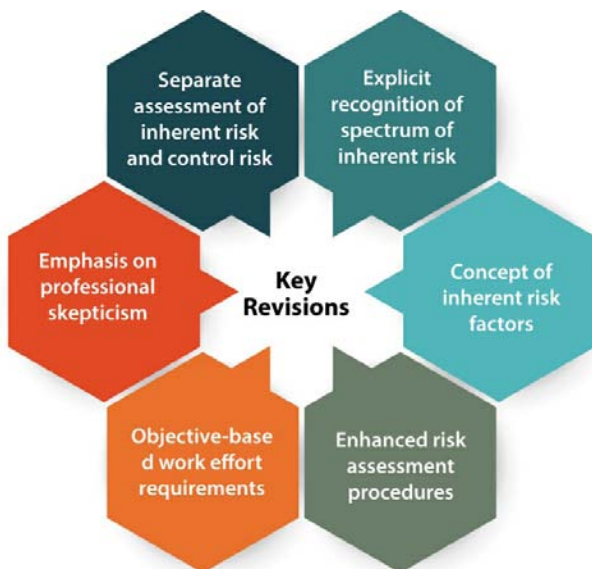 Separate
assessment of
inherent risk
and control risk
Explicit
recognition of
spectrum of
inherent risk
Emphasis on
professional
skepticism
Key
Revisions
Concept of
inherent risk
factors
Objective-base
d work effort
requirements
Enhanced risk
assessment
procedures